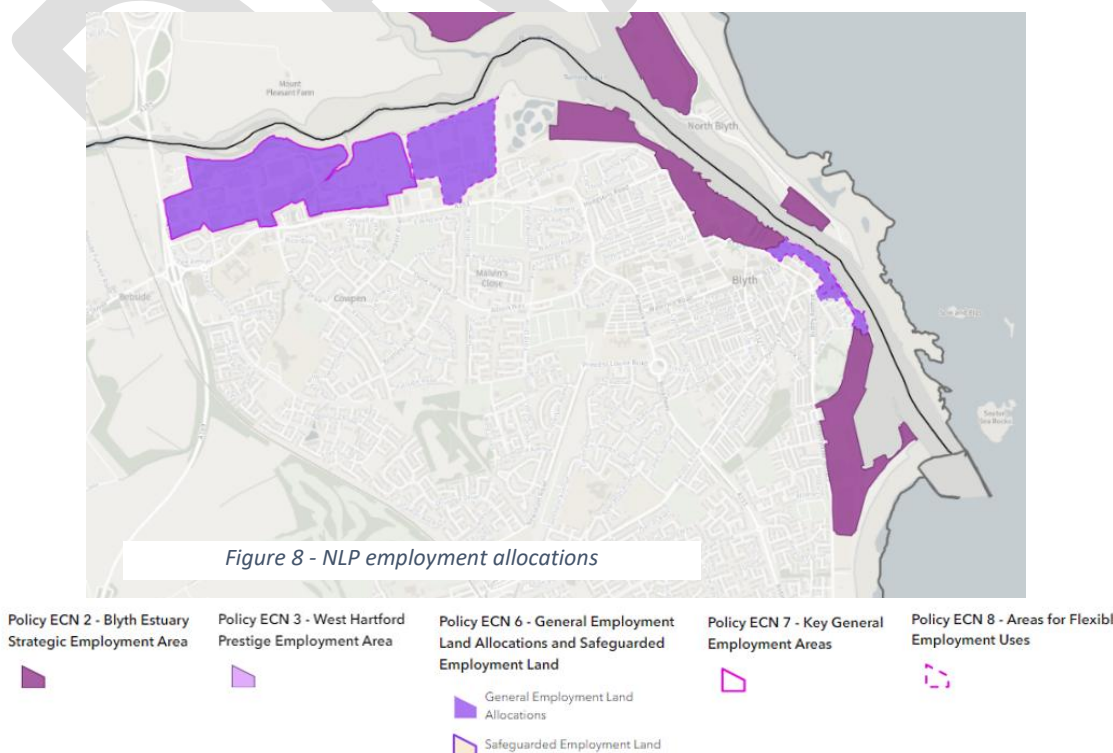 Mount
Pleasant Farm
North Blyth
Malvin's
Close
Cowpen
Bebside
Blyth
Figure 8 - NLP employment allocations
Policy ECN 2 - Blyth Estuary
Strategic Employment Area
Policy ECN 3 - West Hartford
Prestige Employment Area
Policy ECN 6 - General Employment
Land Allocations and Safeguarded
Employment Land
General Employment Land
Allocations
Safeguarded Employment Land
Policy ECN 7 - Key General
Employment Areas
Policy ECN 8 - Areas for Flexibl
Employment Uses